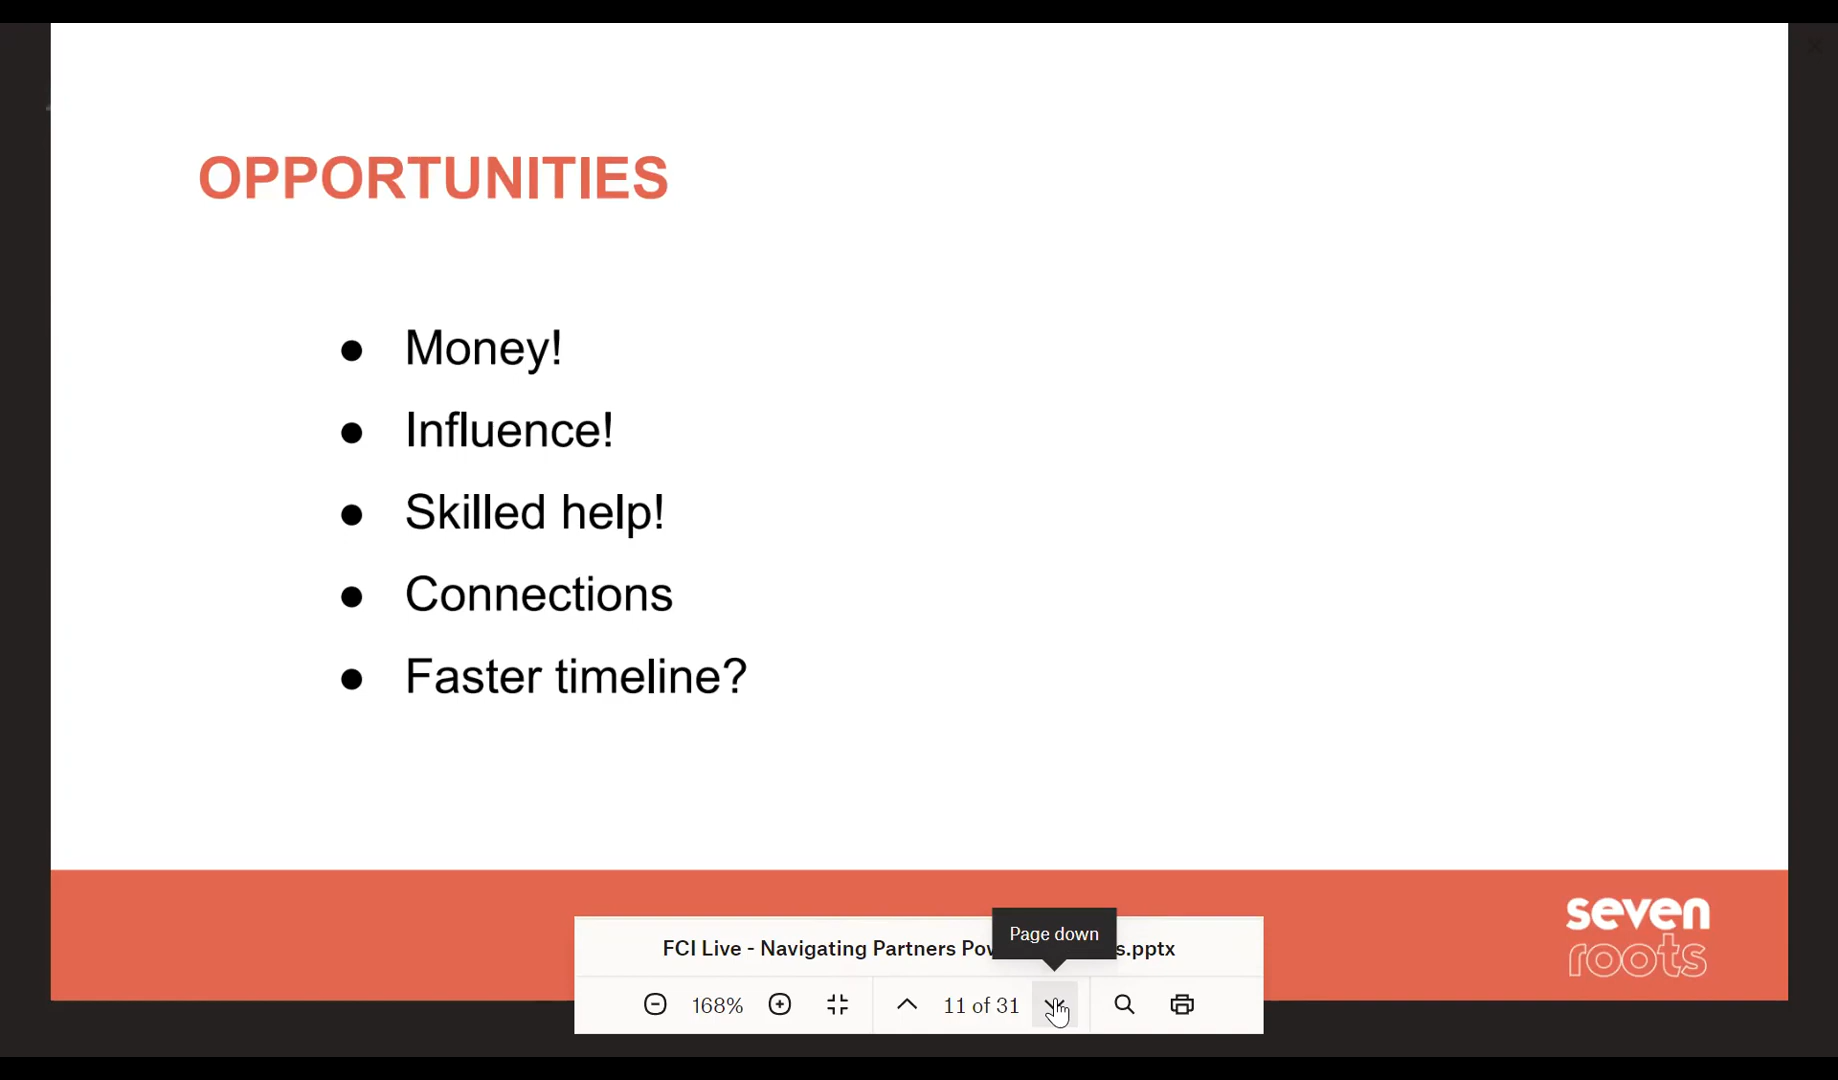 OPPORTUNITIES
● Money!
● Influence!
● Skilled help!
● Connections
● Faster timeline?
seven
roots
Page down
FCI Live - Navigating Partners s.pptx
168%
11 of 31